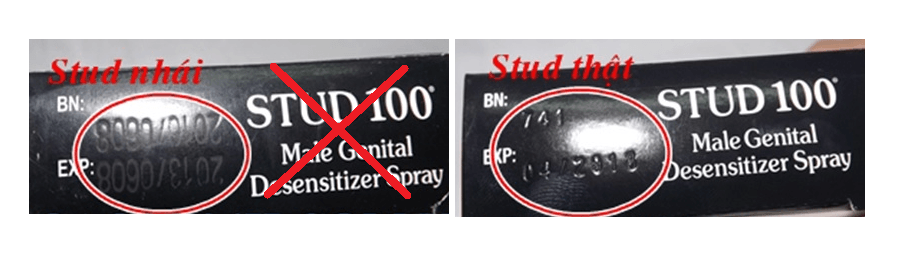 Stud nhái
BN:
EXP:
STUD 100®
Male Genital
Desensitizer Spray
Stud thật
BN:
741
EXP:
04/2018
STUD 100®
Male Genital
Desensitizer Spray